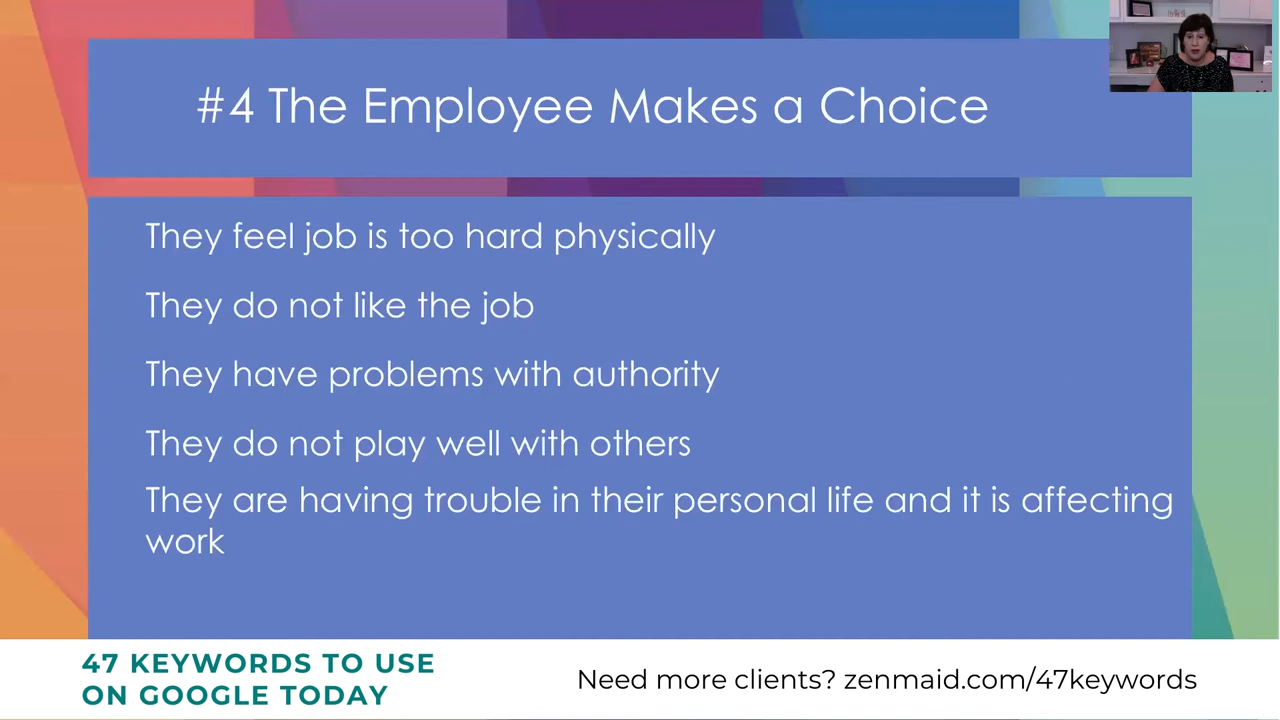 #4 The Employee Makes a Choice
They feel job is too hard physically
They do not like the job
They have problems with authority
They do not play well with others
They are having trouble in their personal life and it is affecting
work
47 KEYWORDS TO USE
ON GOOGLE TODAY
Need more clients? zenmaid.com/47keywords